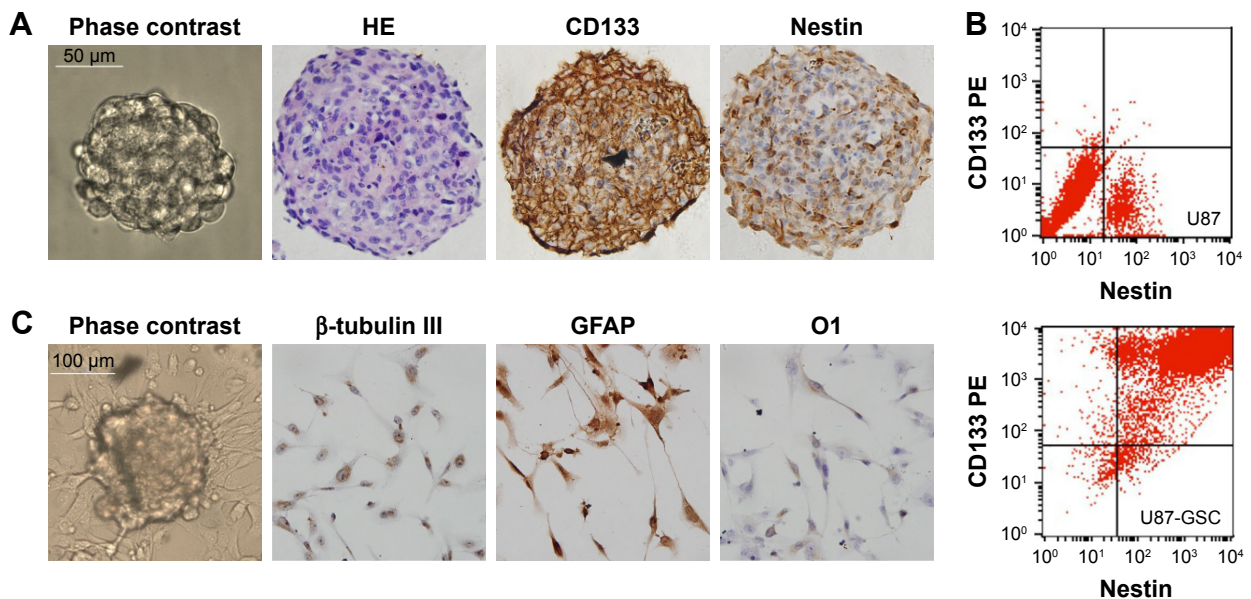 A
Phase contrast
HE
CD133
Nestin
50 µm
B
10⁴
10³
10²
10¹
10⁰
CD133 PE
U87
10⁰ 10¹ 10² 10³ 10⁴
Nestin
C
Phase contrast
β-tubulin III
GFAP
O1
100 µm
10⁴
10³
10²
10¹
10⁰
CD133 PE
U87-GSC
10⁰ 10¹ 10² 10³ 10⁴
Nestin